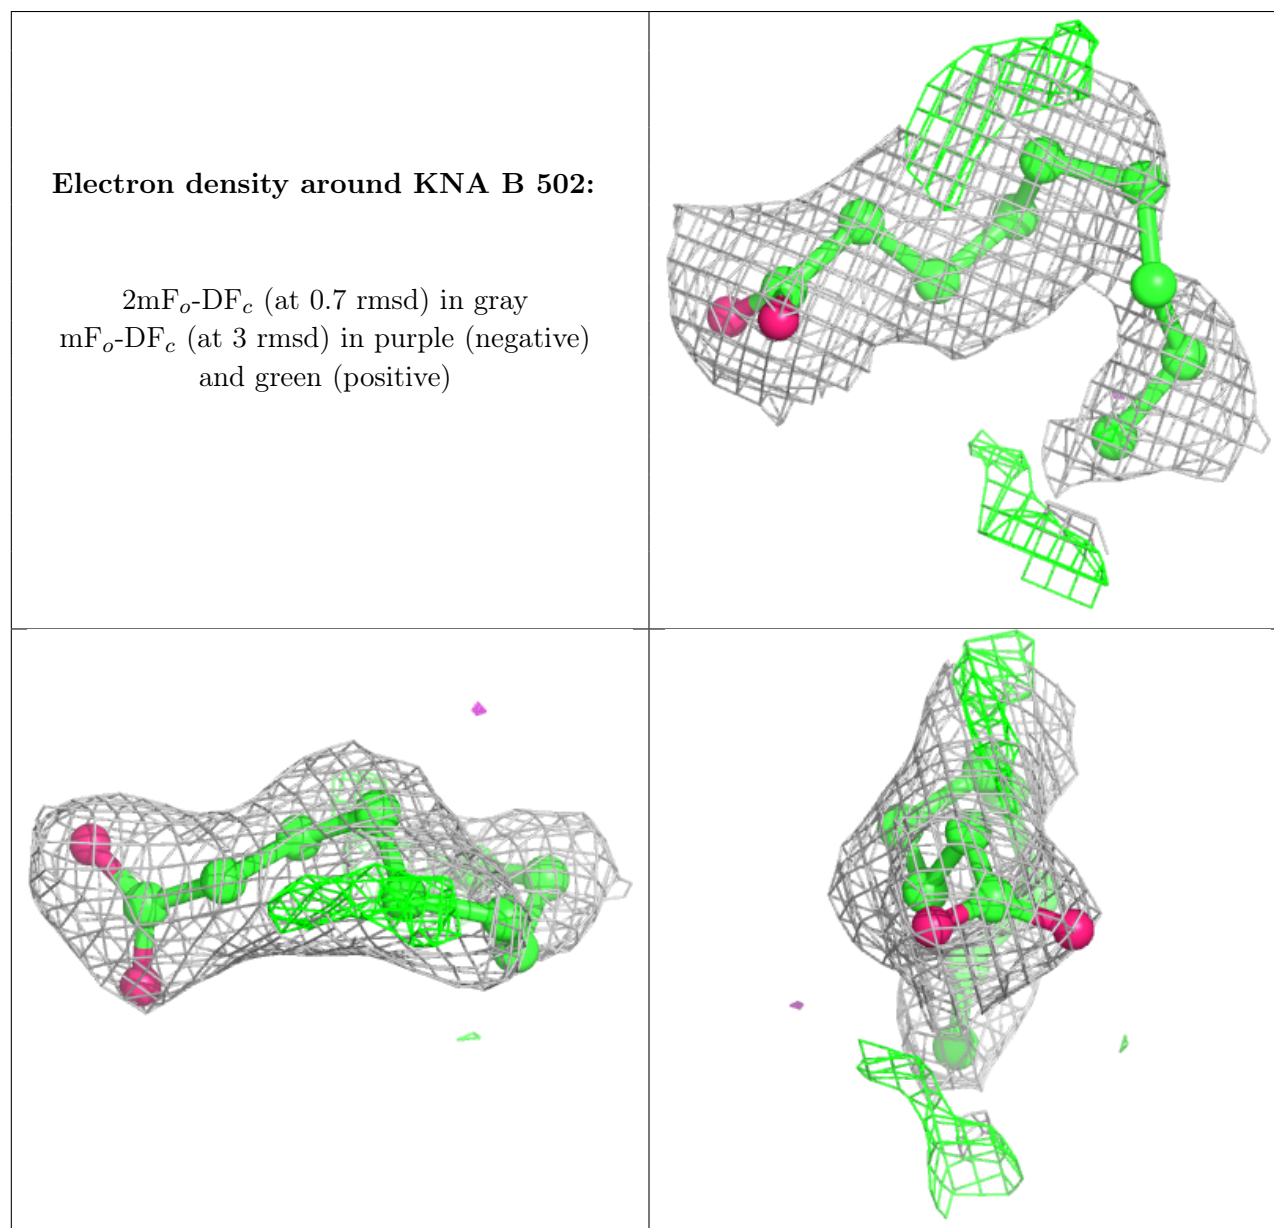 Electron density around KNA B 502:
2mFo-DFc (at 0.7 rmsd) in gray
mFo-DFc (at 3 rmsd) in purple (negative)
and green (positive)